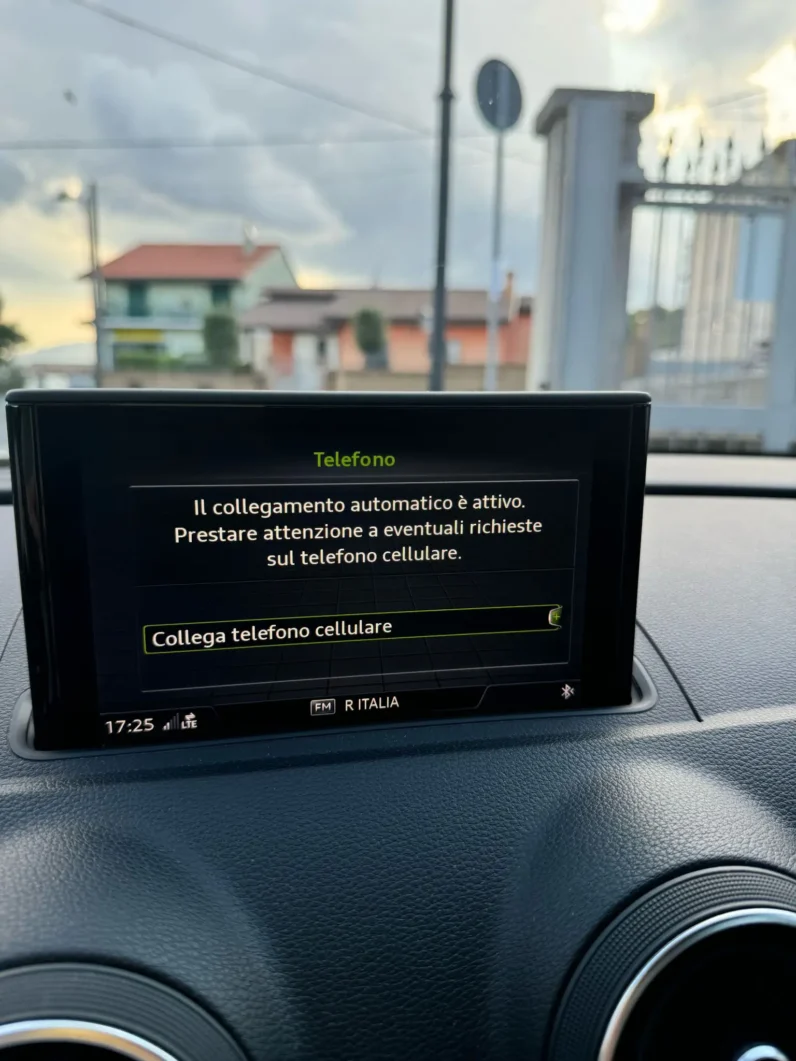 Telefono
Il collegamento automatico è attivo.
Prestare attenzione a eventuali richieste
sul telefono cellulare.
Collega telefono cellulare
17:25 LTE FM R ITALIA